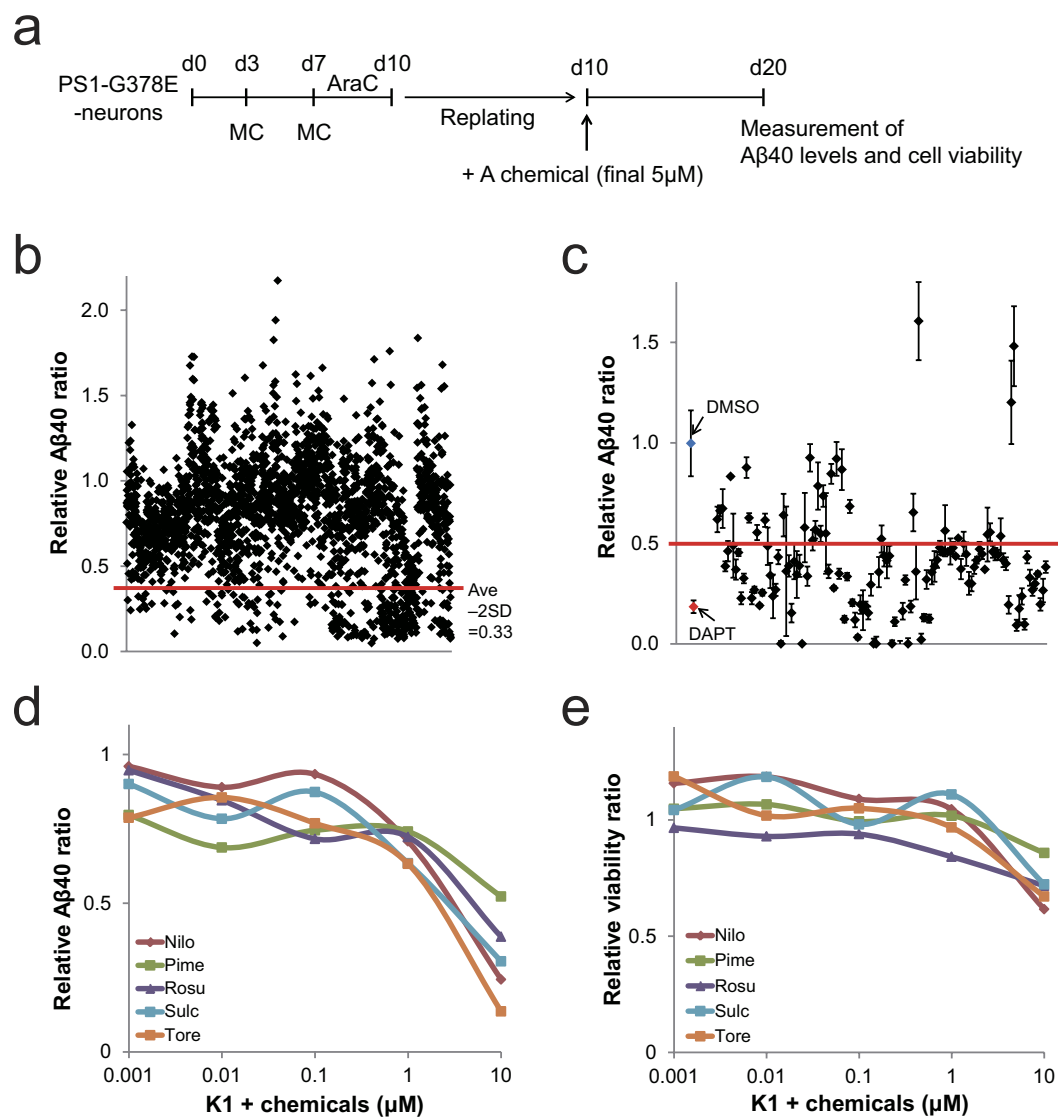 a
PS1-G378E
-neurons
d0
d3
d7
AraC
d10
MC
MC
Replating
d10
d20
+ A chemical (final 5μM)
Measurement of
Aβ40 levels and cell viability
b
Relative Aβ40 ratio
2.0
1.5
1.0
0.5
0.0
Ave
–2SD
=0.33
c
Relative Aβ40 ratio
1.5
1.0
0.5
0.0
DMSO
DAPT
d
Relative Aβ40 ratio
1
0.5
0
Nilo
Pime
Rosu
Sulc
Tore
0.001
0.01
0.1
1
10
K1 + chemicals (μM)
e
Relative viability ratio
1
0.5
0
Nilo
Pime
Rosu
Sulc
Tore
0.001
0.01
0.1
1
10
K1 + chemicals (μM)